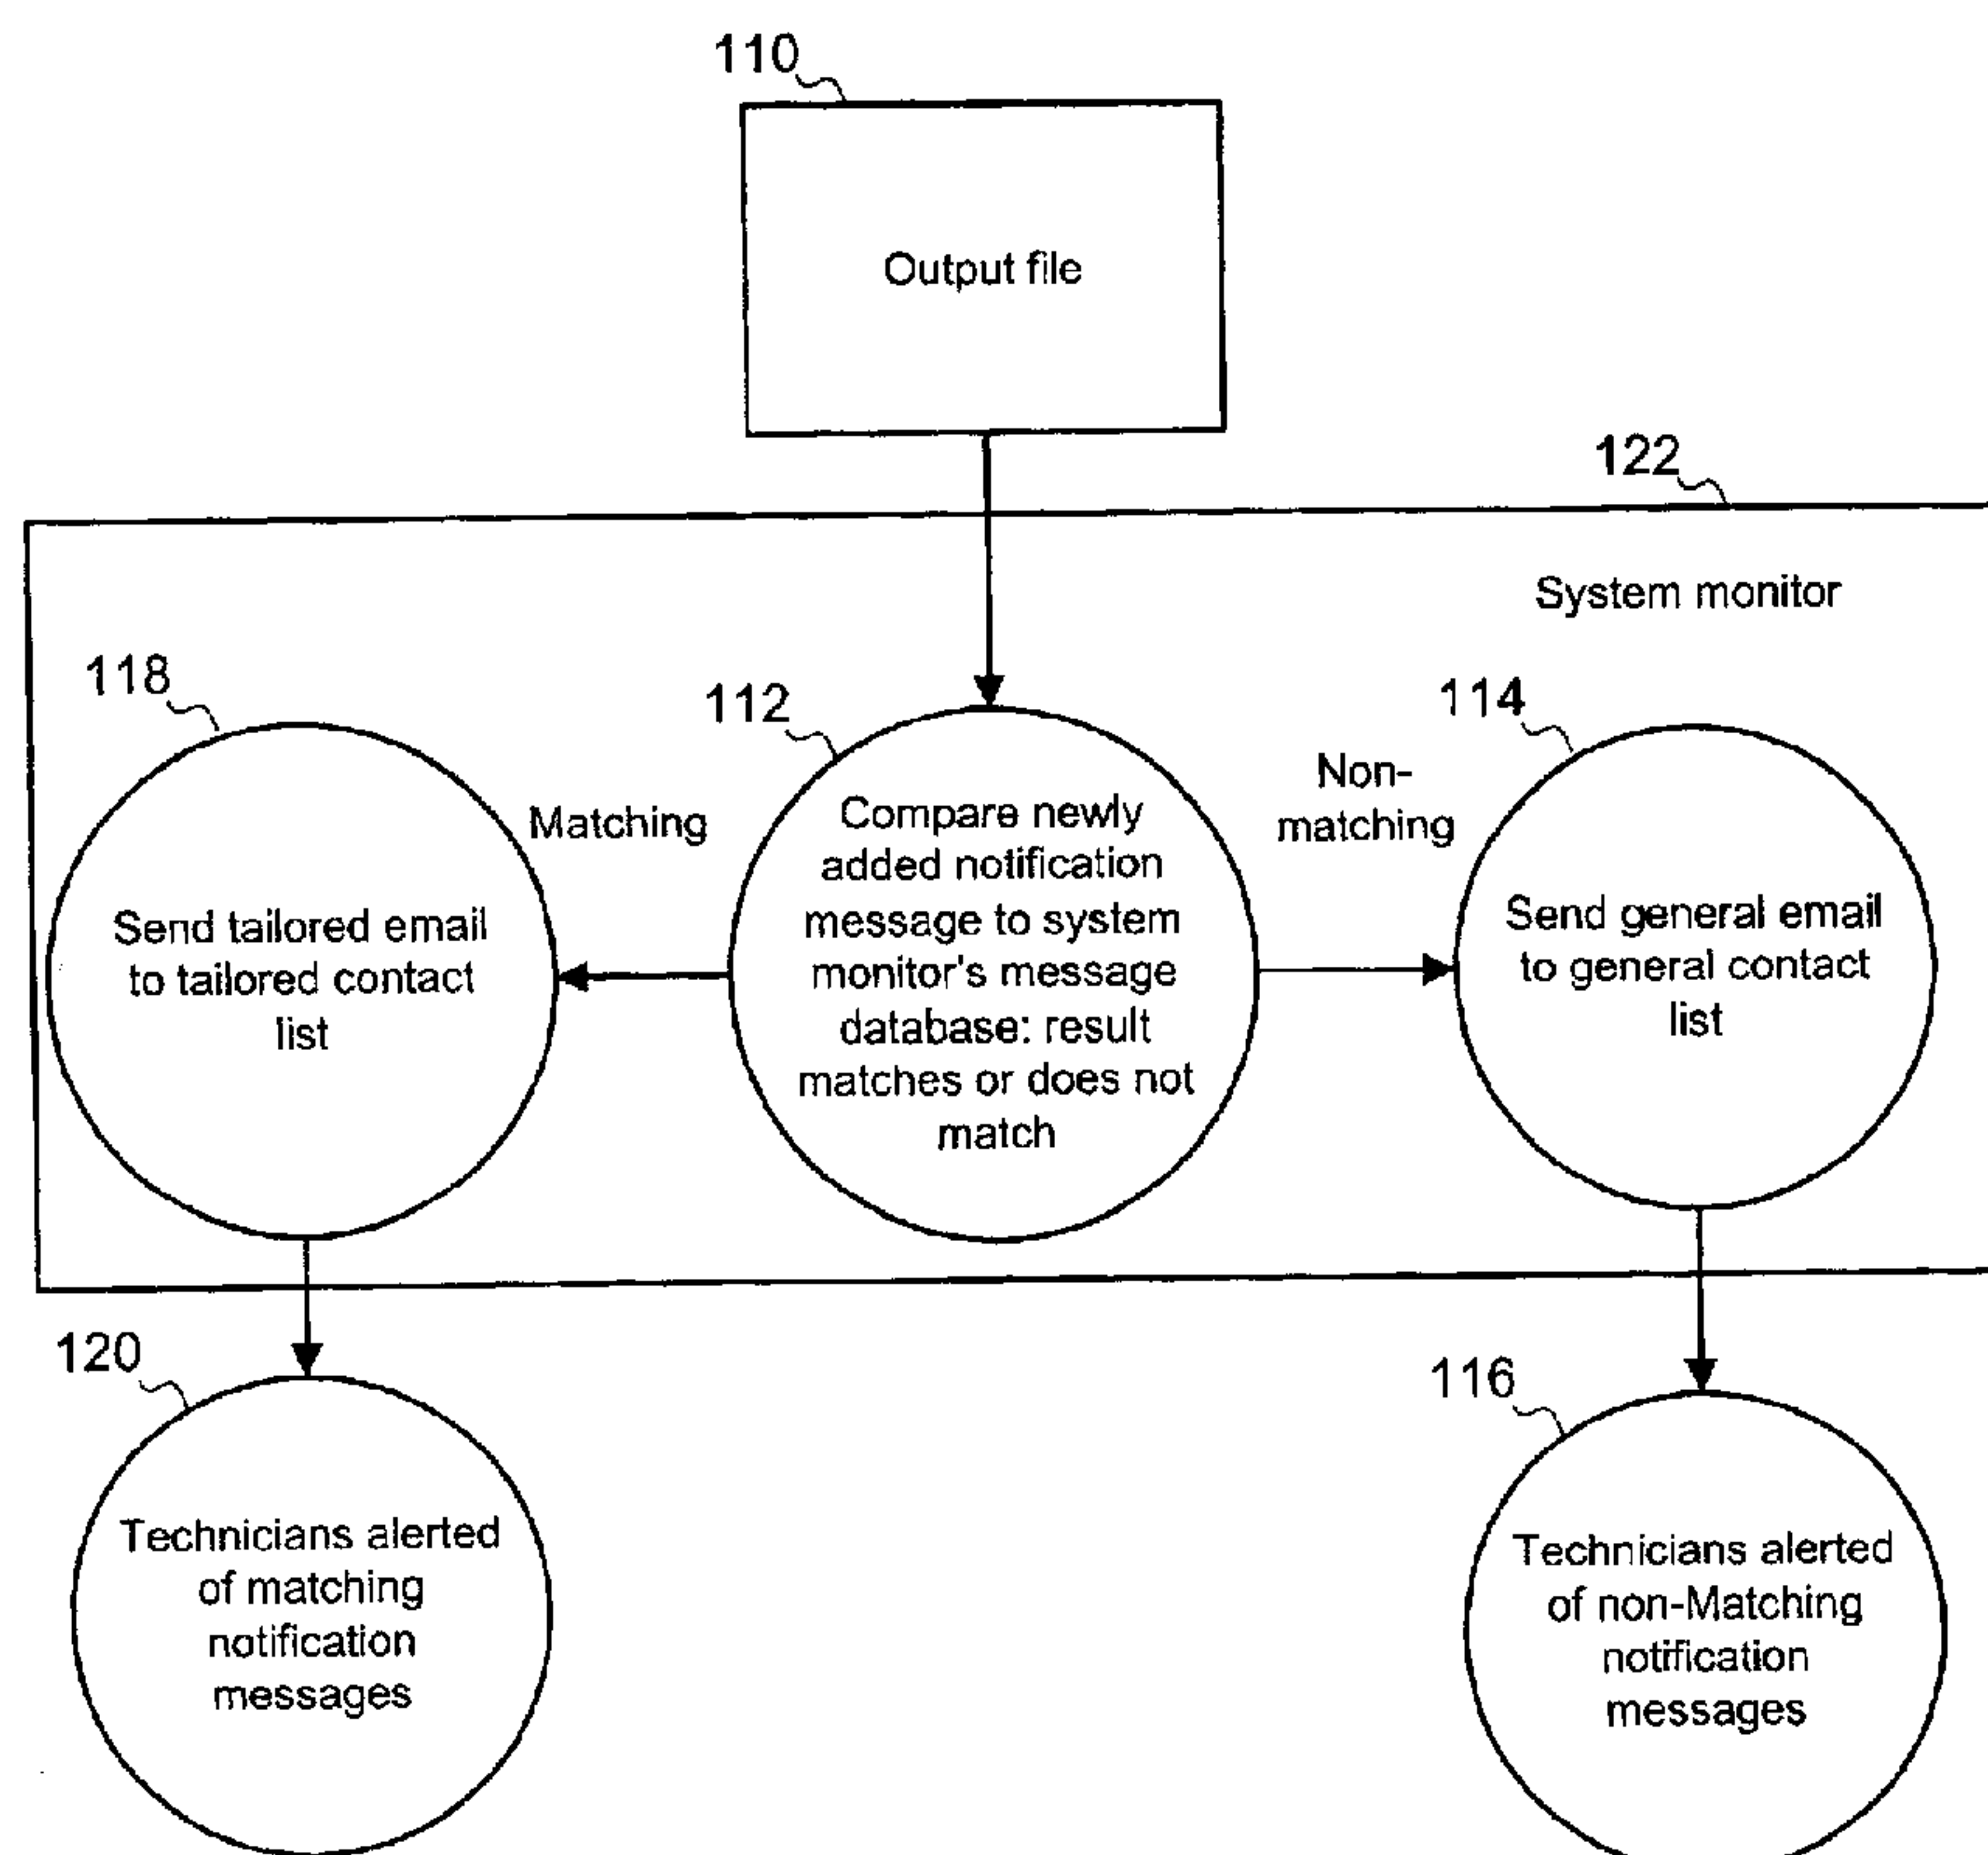 110
Output file
122
System monitor
118
112
114
Matching
Non-
matching
Compare newly
added notification
message to system
monitor's message
database: result
matches or does not
match
Send tailored email
to tailored contact
list
Send general email
to general contact
list
120
116
Technicians alerted
of matching
notification
messages
Technicians alerted
of non-Matching
notification
messages